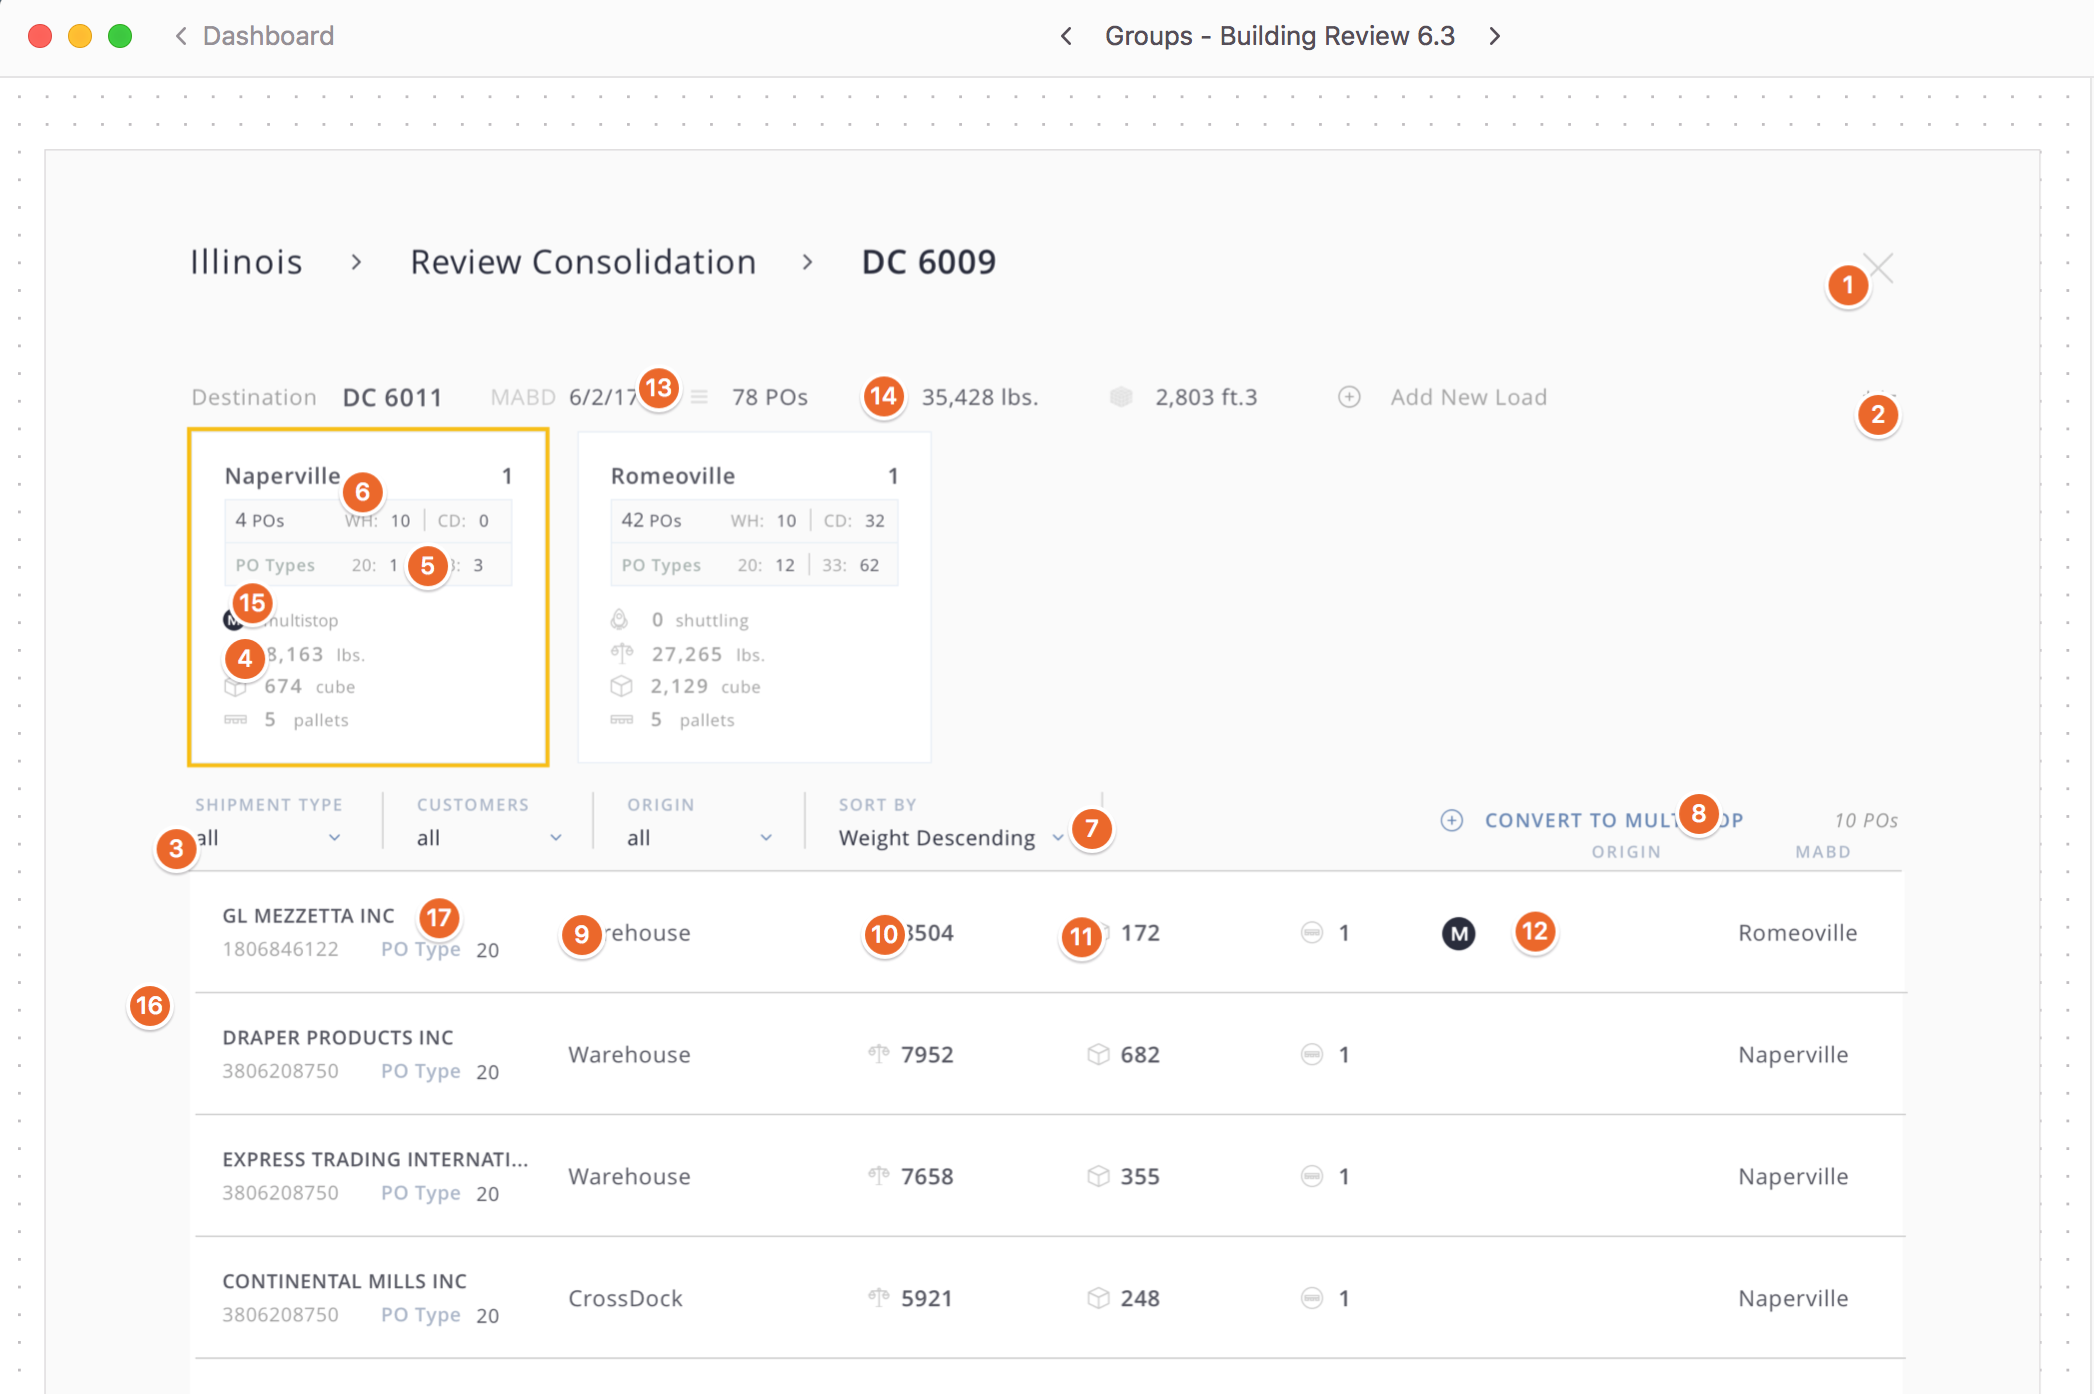 Dashboard
Groups - Building Review 6.3
Illinois > Review Consolidation > DC 6009
1
Destination DC 6011 MABD 6/2/17 13 78 POs 14 35,428 lbs. 2,803 ft.3 Add New Load
2
Naperville 1
6
4 POs WH: 10 CD: 0
PO Types 20: 1 5 3
15
M multistop
4 8,163 lbs.
674 cube
5 pallets
Romeoville 1
42 POs WH: 10 CD: 32
PO Types 20: 12 33: 62
0 shuttling
27,265 lbs.
2,129 cube
5 pallets
SHIPMENT TYPE CUSTOMERS ORIGIN SORT BY
3 all all all Weight Descending 7
CONVERT TO MULT 8 OP 10 POs
ORIGIN MABD
GL MEZZETTA INC 17
1806846122 PO Type 20
9 rehouse 10 504 11 172 1 M 12 Romeoville
16
DRAPER PRODUCTS INC
3806208750 PO Type 20
Warehouse 7952 682 1 Naperville
EXPRESS TRADING INTERNATI...
3806208750 PO Type 20
Warehouse 7658 355 1 Naperville
CONTINENTAL MILLS INC
3806208750 PO Type 20
CrossDock 5921 248 1 Naperville